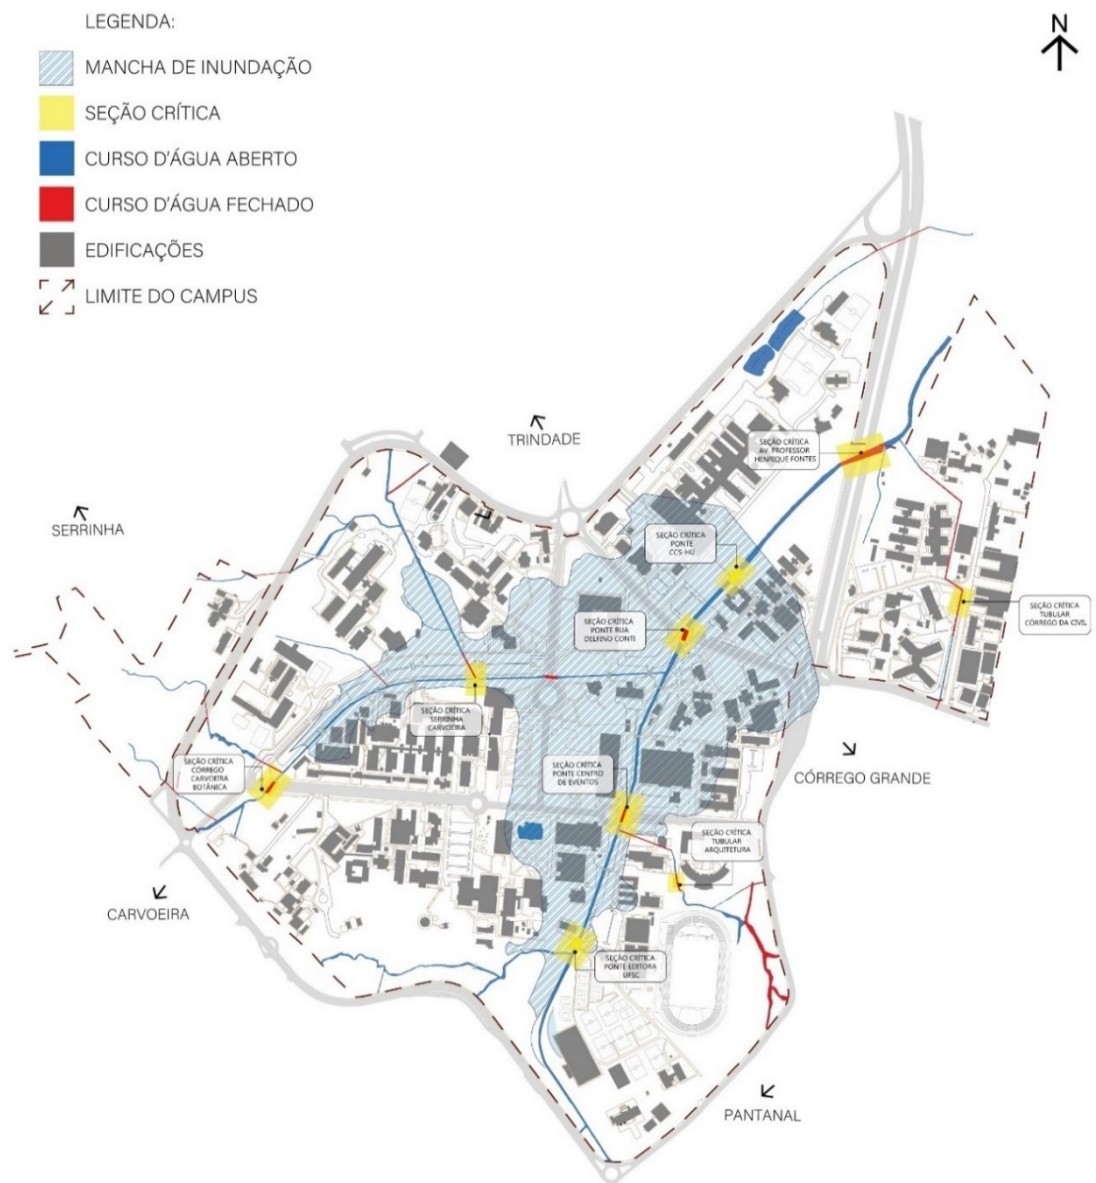 LEGENDA:
MANCHA DE INUNDAÇÃO
SEÇÃO CRÍTICA
CURSO D'ÁGUA ABERTO
CURSO D'ÁGUA FECHADO
EDIFICAÇÕES
LIMITE DO CAMPUS
N
TRINDADE
SEÇÃO CRÍTICA
AV. PROFESSOR
HENRIQUE FONTES
SERRINHA
SEÇÃO CRÍTICA
PONTE
CCS-HU
SEÇÃO CRÍTICA
PONTE RUA
DELFINO CONTI
SEÇÃO CRÍTICA
TUBULAR
CÓRREGO DA CIVIL
SEÇÃO CRÍTICA
SERRINHA
CARVOEIRA
SEÇÃO CRÍTICA
CÓRREGO
CARVOEIRA
BOTÂNICA
SEÇÃO CRÍTICA
PONTE CENTRO
DE EVENTOS
CÓRREGO GRANDE
SEÇÃO CRÍTICA
TUBULAR
ARQUITETURA
CARVOEIRA
SEÇÃO CRÍTICA
PONTE EDITORA
UFSC
PANTANAL